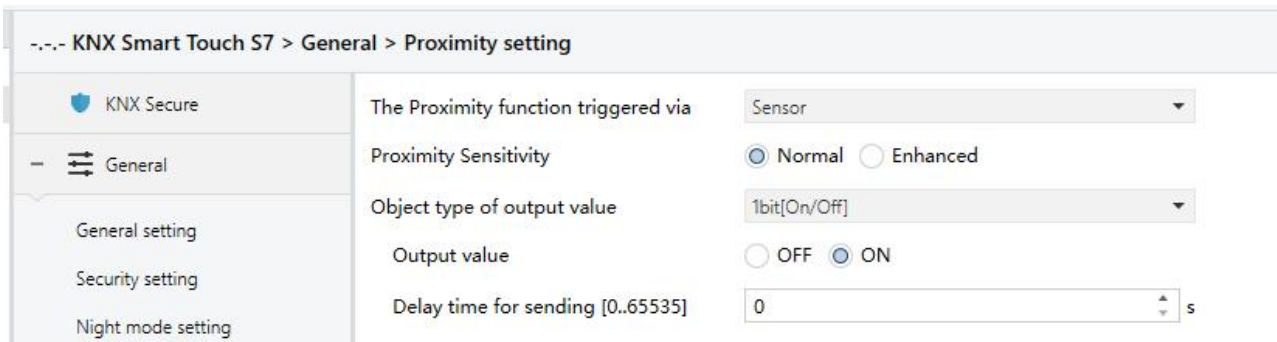 -.-.- KNX Smart Touch S7 > General > Proximity setting
KNX Secure
General
General setting
Security setting
Night mode setting
The Proximity function triggered via Sensor
Proximity Sensitivity Normal Enhanced
Object type of output value 1bit[On/Off]
Output value OFF ON
Delay time for sending [0..65535] 0 s